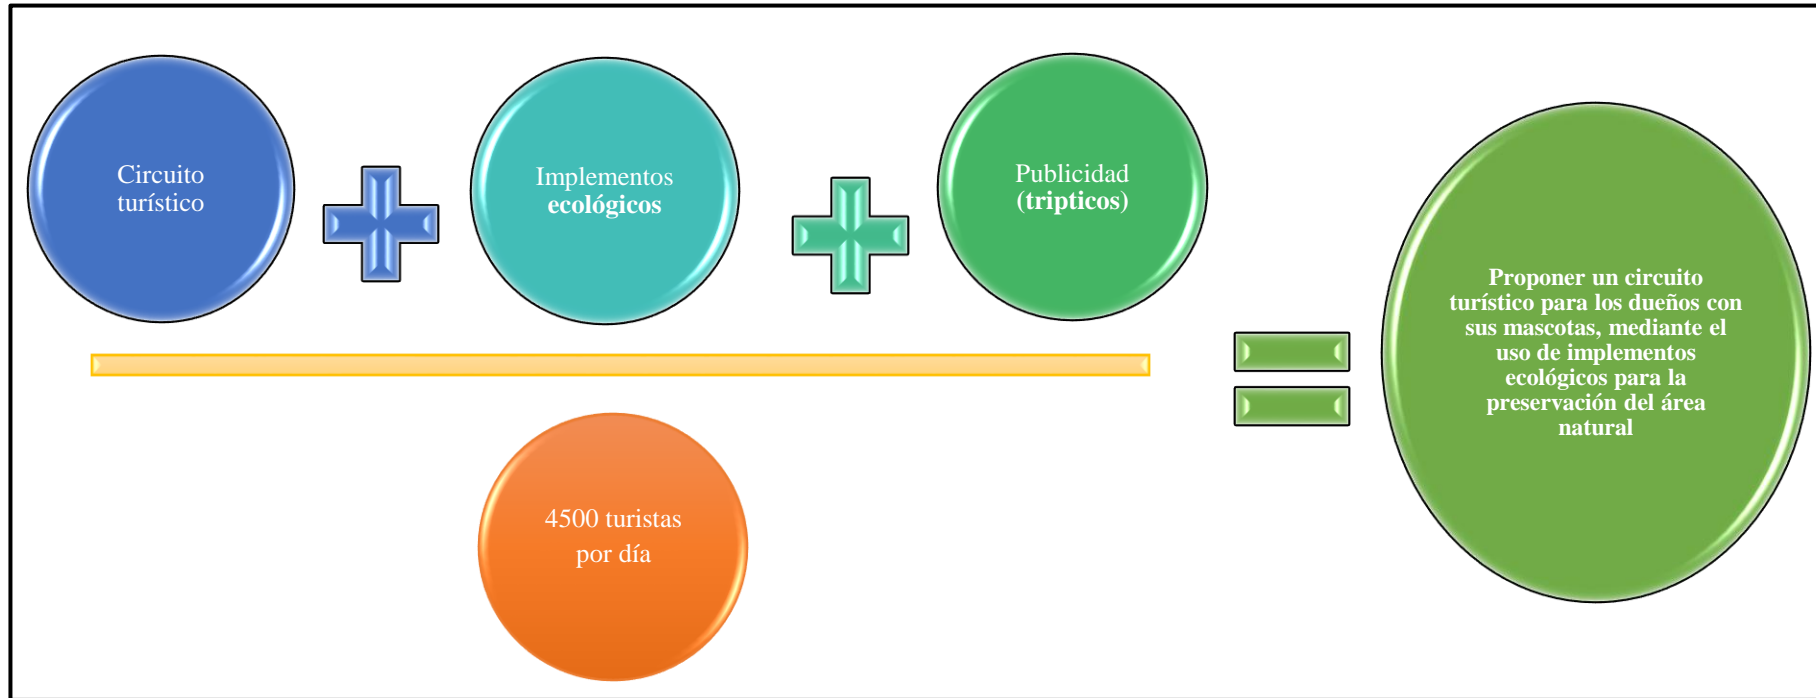 Circuito
turístico
Implementos
ecológicos
Publicidad
(tripticos)
4500 turistas
por día
Proponer un circuito
turístico para los dueños con
sus mascotas, mediante el
uso de implementos
ecológicos para la
preservación del área
natural